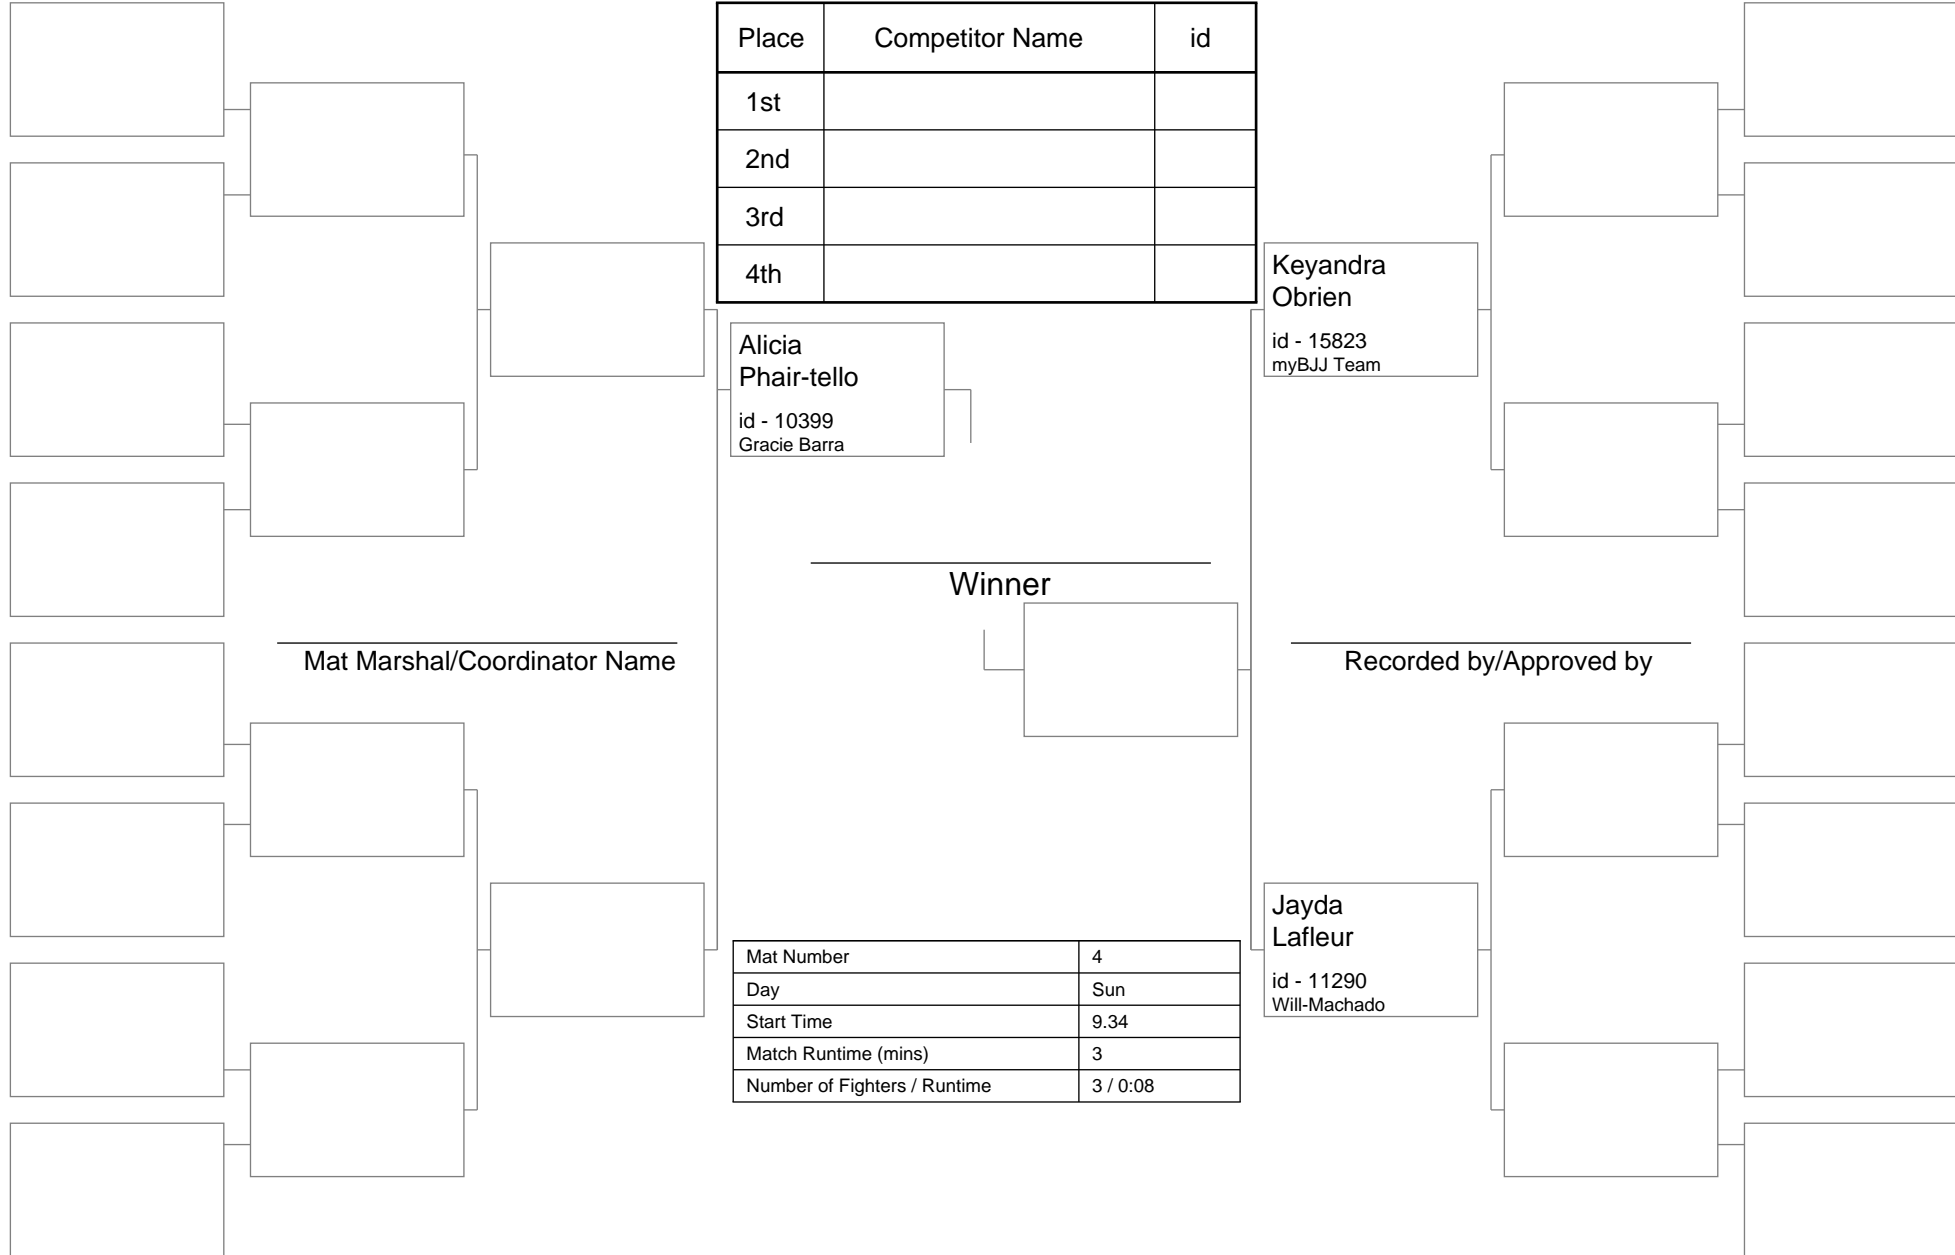 Place Competitor Name id
1st
2nd
3rd
4th
Keyandra
Obrien
id - 15823
myBJJ Team
Alicia
Phair-tello
id - 10399
Gracie Barra
Winner
Mat Marshal/Coordinator Name
Recorded by/Approved by
Jayda
Lafleur
id - 11290
Will-Machado
Mat Number 4
Day Sun
Start Time 9.34
Match Runtime (mins) 3
Number of Fighters / Runtime 3 / 0:08